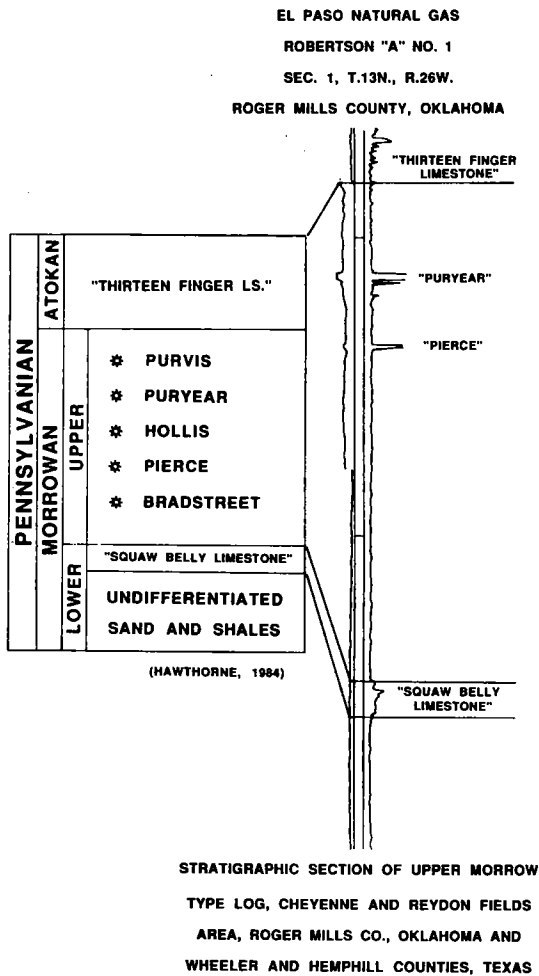 EL PASO NATURAL GAS
ROBERTSON "A" NO. 1
SEC. 1, T.13N., R.26W.
ROGER MILLS COUNTY, OKLAHOMA
"THIRTEEN FINGER
LIMESTONE"
"PURYEAR"
"PIERCE"
PENNSYLVANIAN
ATOKAN
"THIRTEEN FINGER LS."
MORROWAN
UPPER
PURVIS
PURYEAR
HOLLIS
PIERCE
BRADSTREET
LOWER
"SQUAW BELLY LIMESTONE"
UNDIFFERENTIATED
SAND AND SHALES
(HAWTHORNE, 1984)
"SQUAW BELLY
LIMESTONE"
STRATIGRAPHIC SECTION OF UPPER MORROW
TYPE LOG, CHEYENNE AND REYDON FIELDS
AREA, ROGER MILLS CO., OKLAHOMA AND
WHEELER AND HEMPHILL COUNTIES, TEXAS